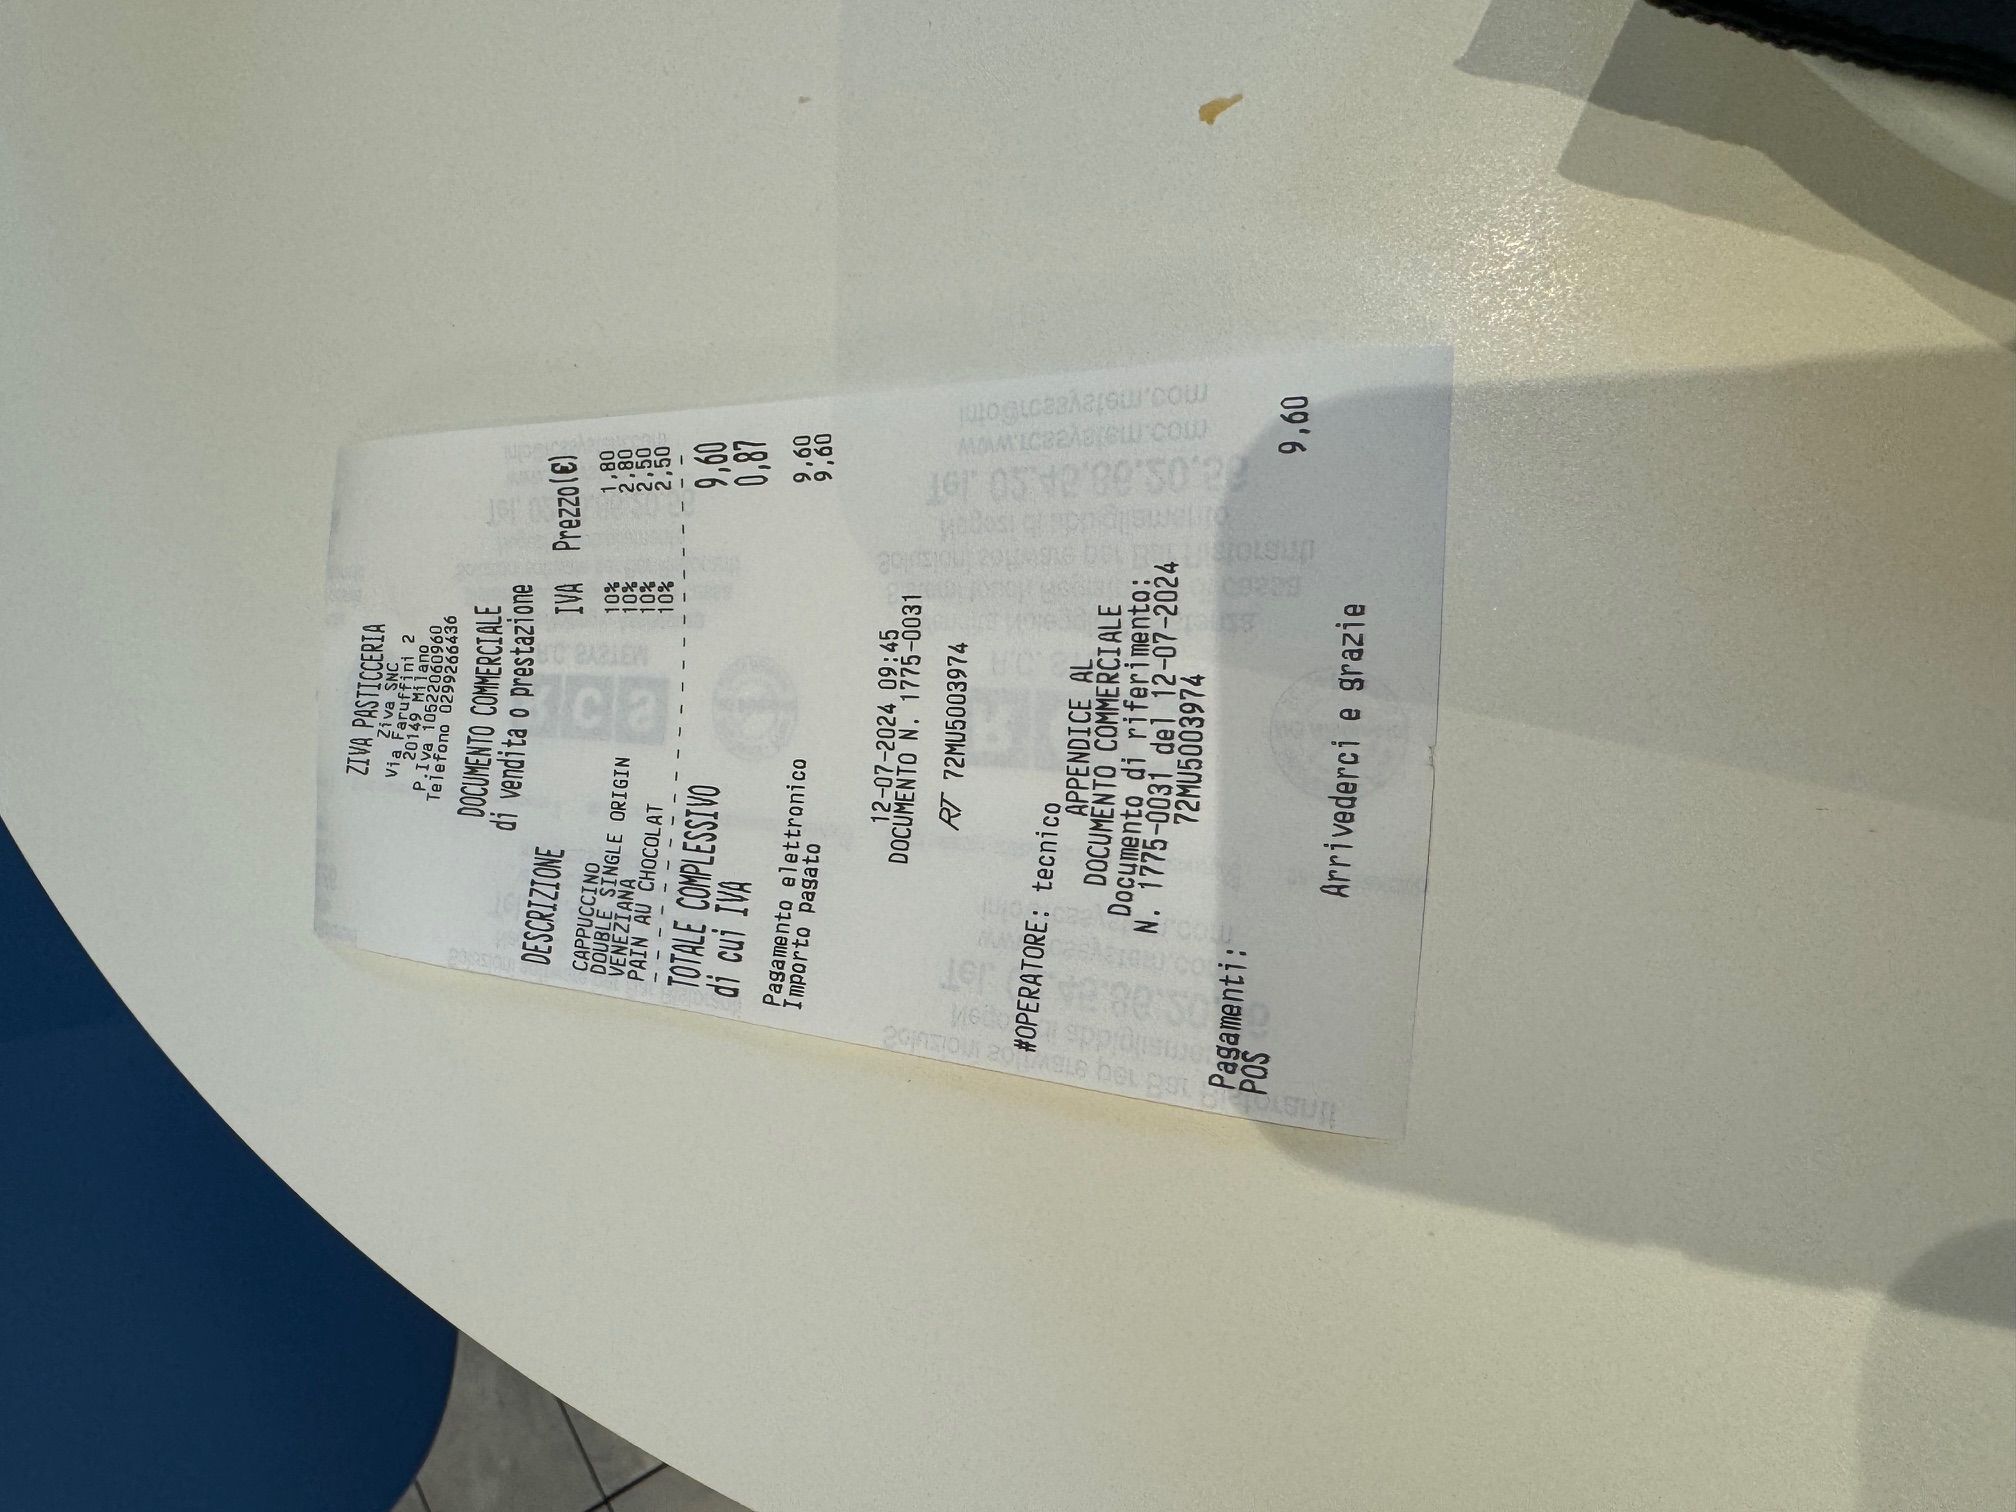 ZIVA PASTICCERIA
Ziva SNC
Via Faruffini 2
20149 Milano
P.Iva 10522060960
Telefono 0299266436
DOCUMENTO COMMERCIALE
di vendita o prestazione
DESCRIZIONE IVA Prezzo(€)
CAPPUCCINO 10% 1,80
DOUBLE SINGLE ORIGIN 10% 2,80
VENEZIANA 10% 2,50
PAIN AU CHOCOLAT 10% 2,50
TOTALE COMPLESSIVO 9,60
di cui IVA 0,87
Pagamento elettronico 9,60
Importo pagato 9,60
12-07-2024 09:45
DOCUMENTO N. 1775-0031
RT 72MU5003974
#OPERATORE: tecnico
APPENDICE AL
DOCUMENTO COMMERCIALE
Documento di riferimento:
N. 1775-0031 del 12-07-2024
72MU5003974
Pagamenti:
POS 9,60
Arrivederci e grazie